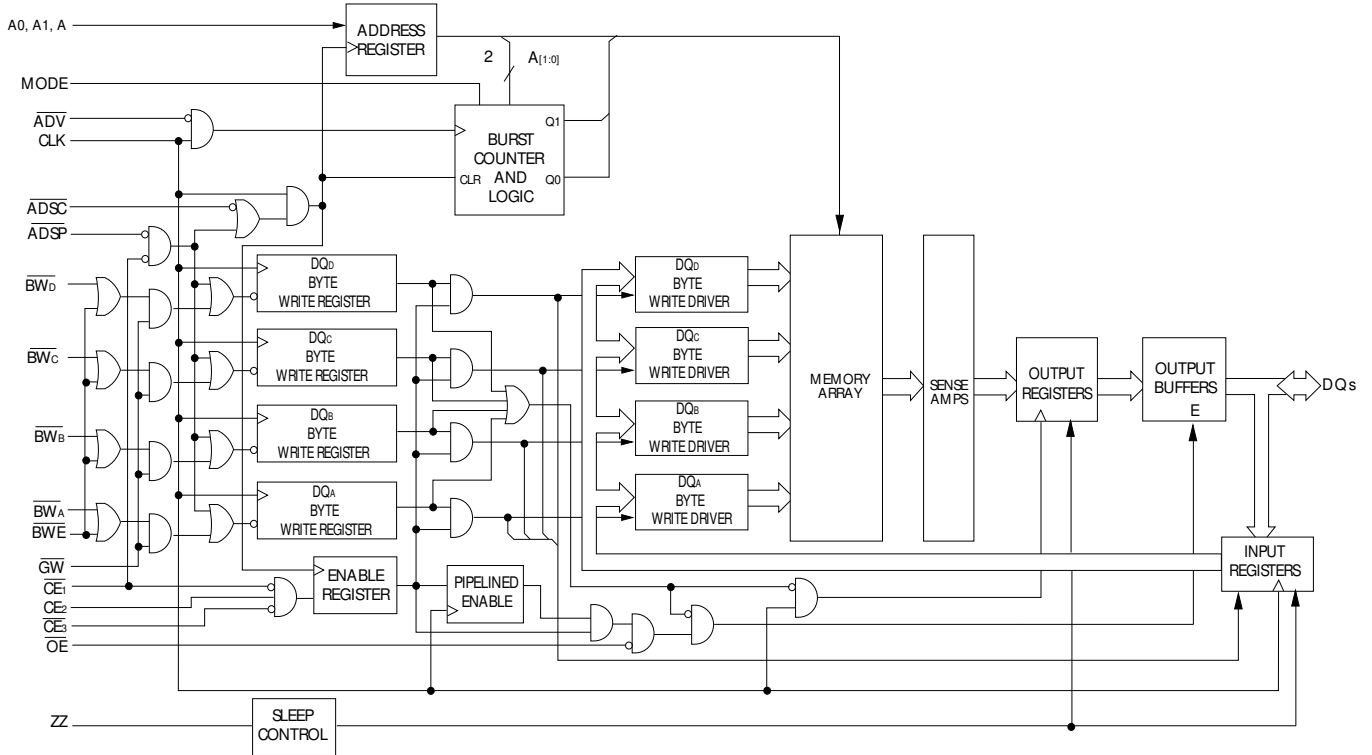 A0, A1, A
ADDRESS
REGISTER
2
A[1:0]
MODE
ADV
CLK
BURST
COUNTER
AND
LOGIC
CLR
Q1
Q0
ADSC
ADSP
BWD
DQD
BYTE
WRITE REGISTER
DQD
BYTE
WRITE DRIVER
BWC
DQC
BYTE
WRITE REGISTER
DQC
BYTE
WRITE DRIVER
BWB
DQB
BYTE
WRITE REGISTER
DQB
BYTE
WRITE DRIVER
BWA
BWE
DQA
BYTE
WRITE REGISTER
DQA
BYTE
WRITE DRIVER
MEMORY
ARRAY
SENSE
AMPS
OUTPUT
REGISTERS
OUTPUT
BUFFERS
E
DQs
INPUT
REGISTERS
GW
CE1
CE2
CE3
OE
ENABLE
REGISTER
PIPELINED
ENABLE
ZZ
SLEEP
CONTROL